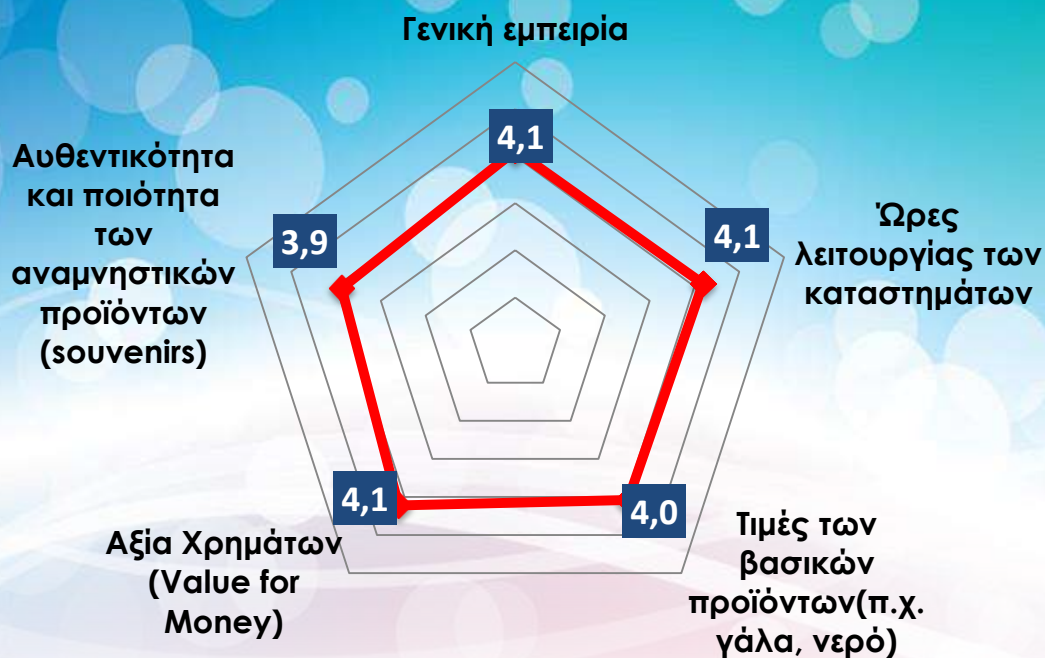 Γενική εμπειρία
4,1
Ώρες
λειτουργίας των
καταστημάτων
4,1
Τιμές των
βασικών
προϊόντων(π.χ.
γάλα, νερό)
4,0
Αξία Χρημάτων
(Value for
Money)
4,1
Αυθεντικότητα
και ποιότητα
των
αναμνηστικών
προϊόντων
(souvenirs)
3,9